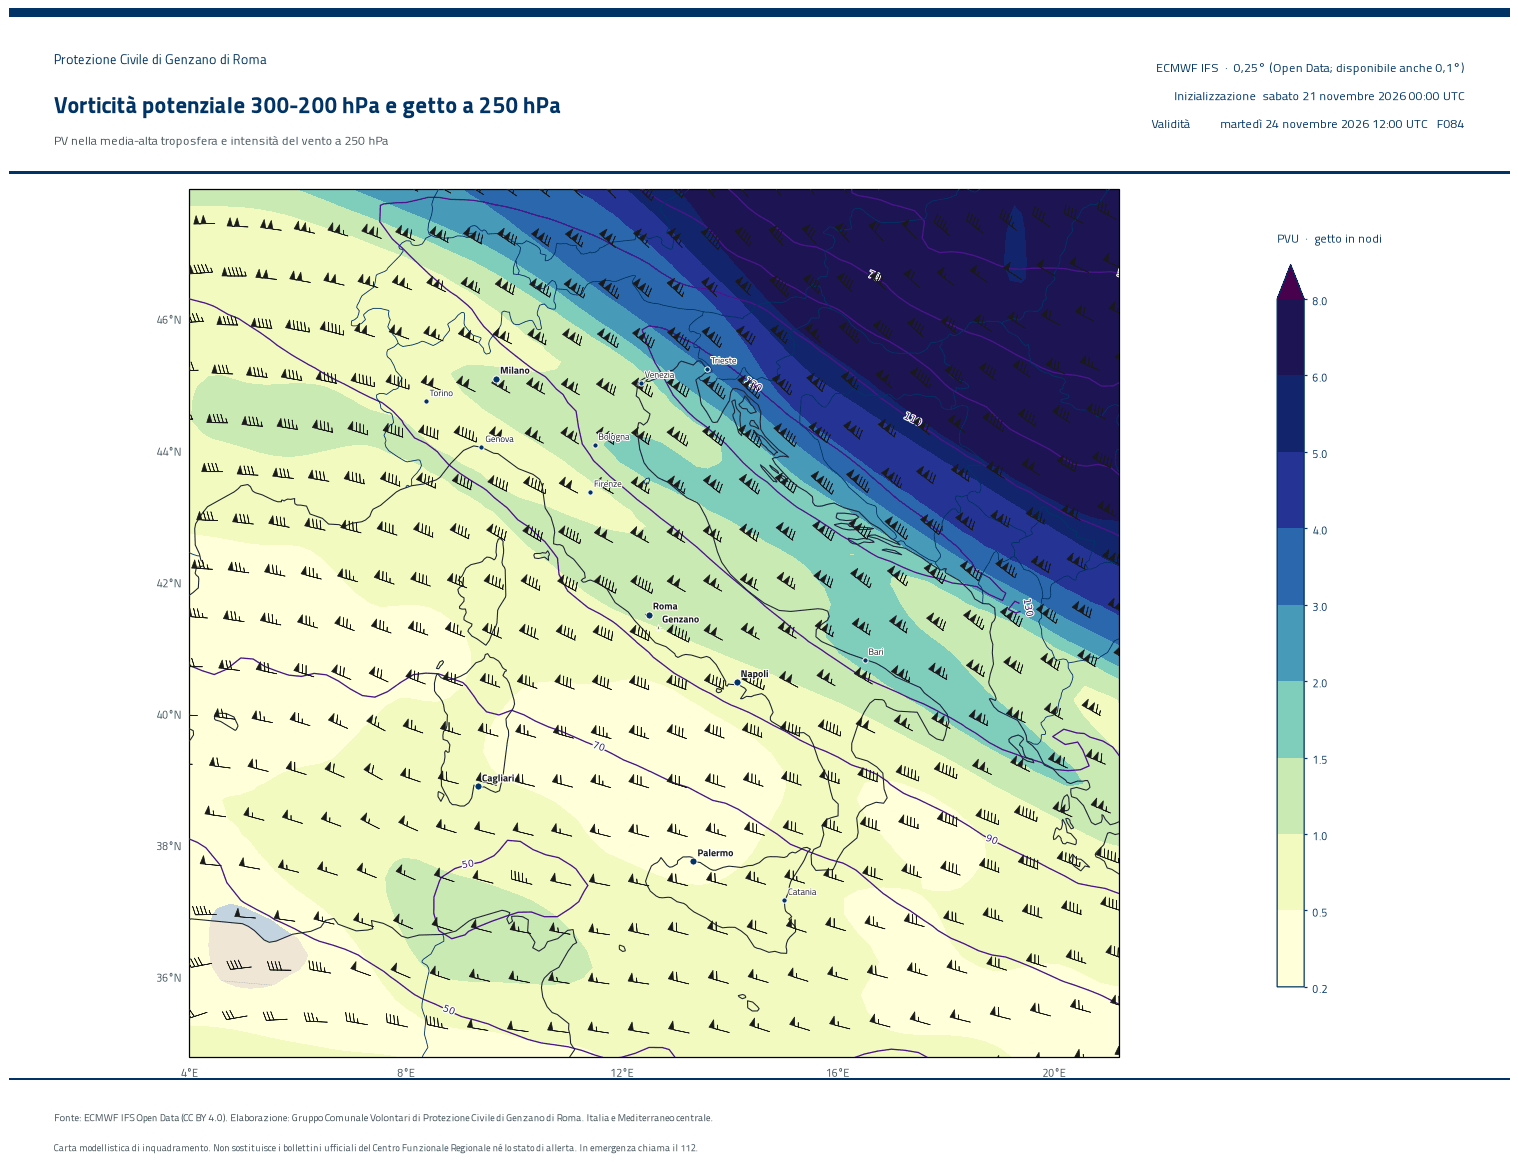 Protezione Civile di Genzano di Roma
Vorticità potenziale 300-200 hPa e getto a 250 hPa
PV nella media-alta troposfera e intensità del vento a 250 hPa
ECMWF IFS · 0,25° (Open Data; disponibile anche 0,1°)
Inizializzazione sabato 21 novembre 2026 00:00 UTC
Validità martedì 24 novembre 2026 12:00 UTC F084
PVU · getto in nodi
8.0
6.0
5.0
4.0
3.0
2.0
1.5
1.0
0.5
0.2
46°N
44°N
42°N
40°N
38°N
36°N
4°E
8°E
12°E
16°E
20°E
Trieste
Venezia
Milano
Torino
Genova
Bologna
Firenze
Roma
Genzano
Bari
Napoli
Cagliari
Palermo
Catania
110
130
70
90
50
50
Fonte: ECMWF IFS Open Data (CC BY 4.0). Elaborazione: Gruppo Comunale Volontari di Protezione Civile di Genzano di Roma. Italia e Mediterraneo centrale.
Carta modellistica di inquadramento. Non sostituisce i bollettini ufficiali del Centro Funzionale Regionale né lo stato di allerta. In emergenza chiama il 112.